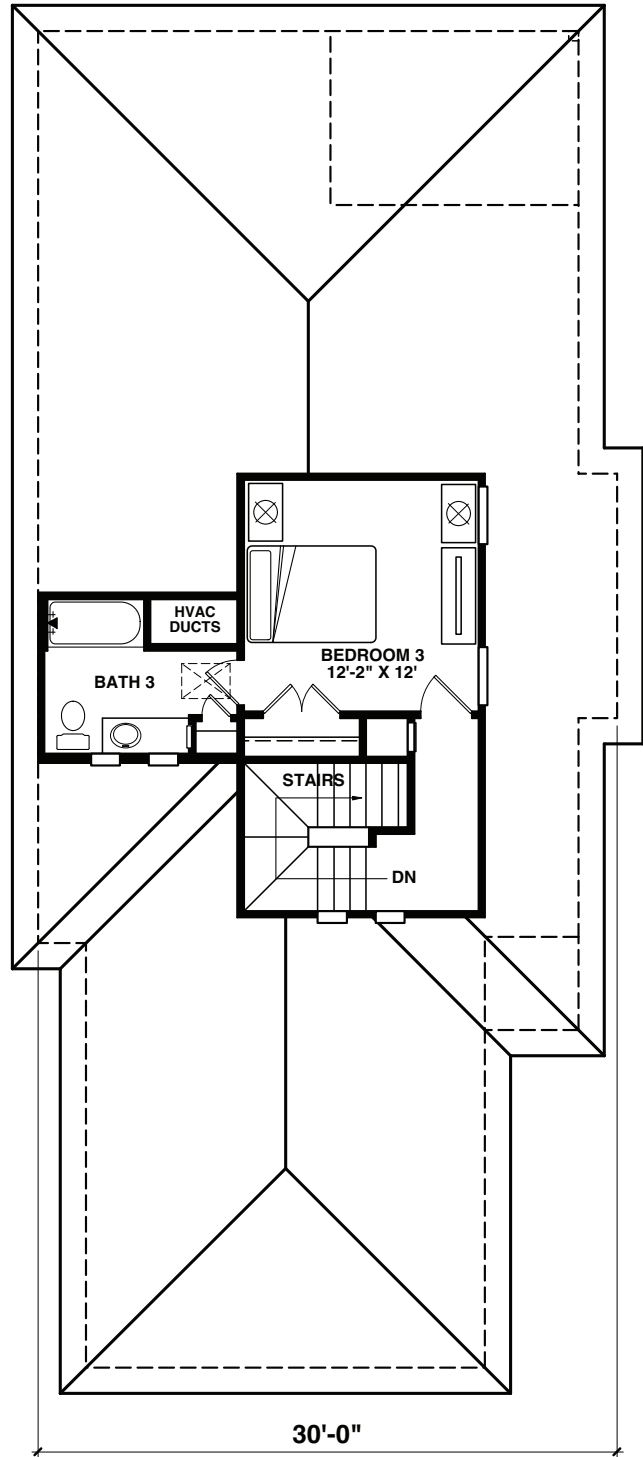 HVAC
DUCTS
BEDROOM 3
12'-2" X 12'
BATH 3
STAIRS
DN
30'-0"